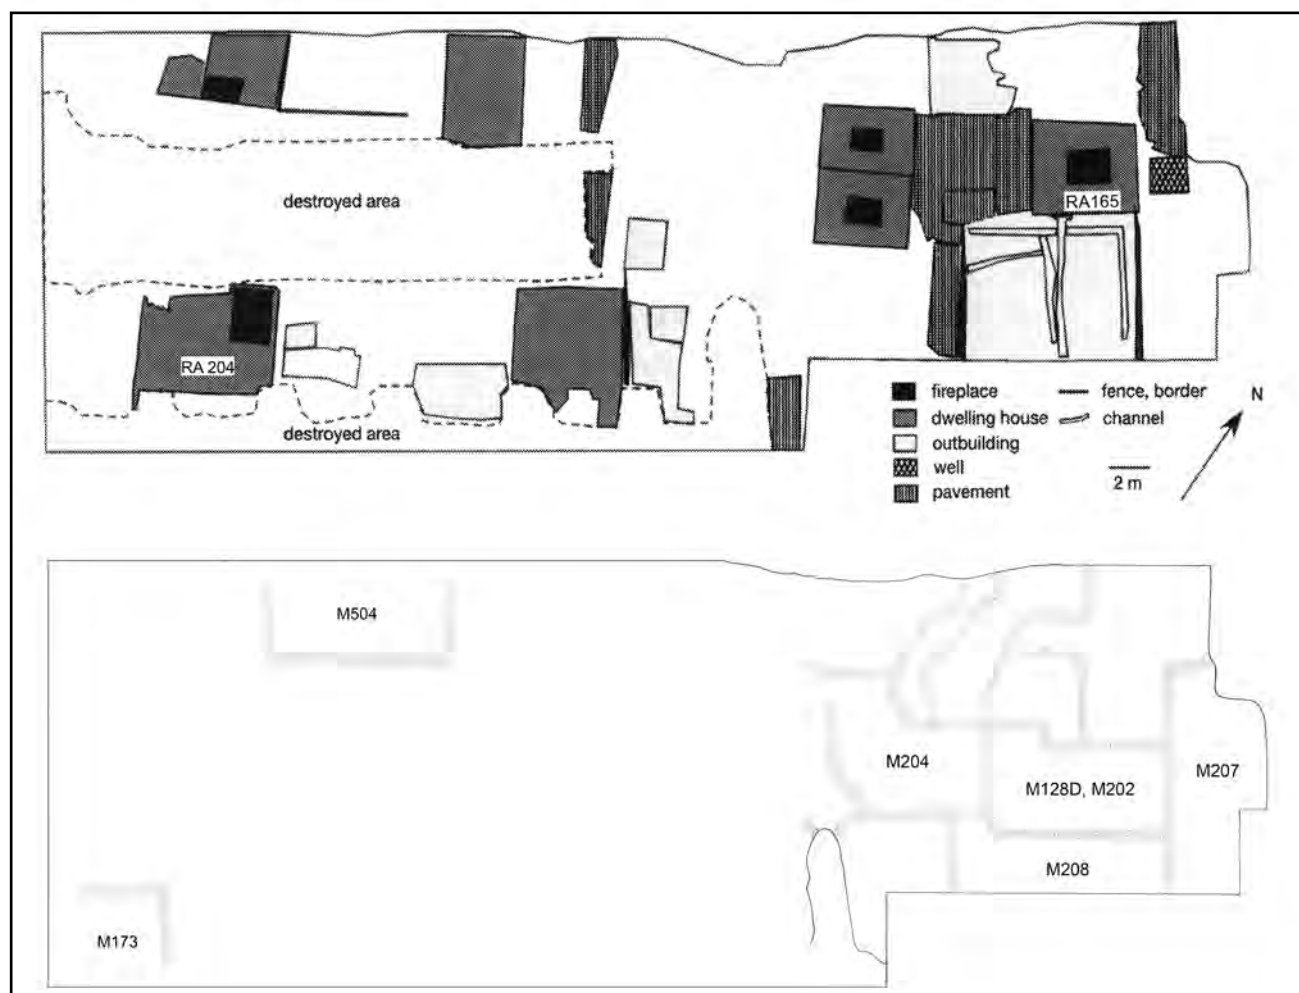 destroyed area
RA165
RA 204
destroyed area
fireplace
fence, border
N
dwelling house
channel
outbuilding
well
2 m
pavement
M504
M204
M207
M128D, M202
M208
M173